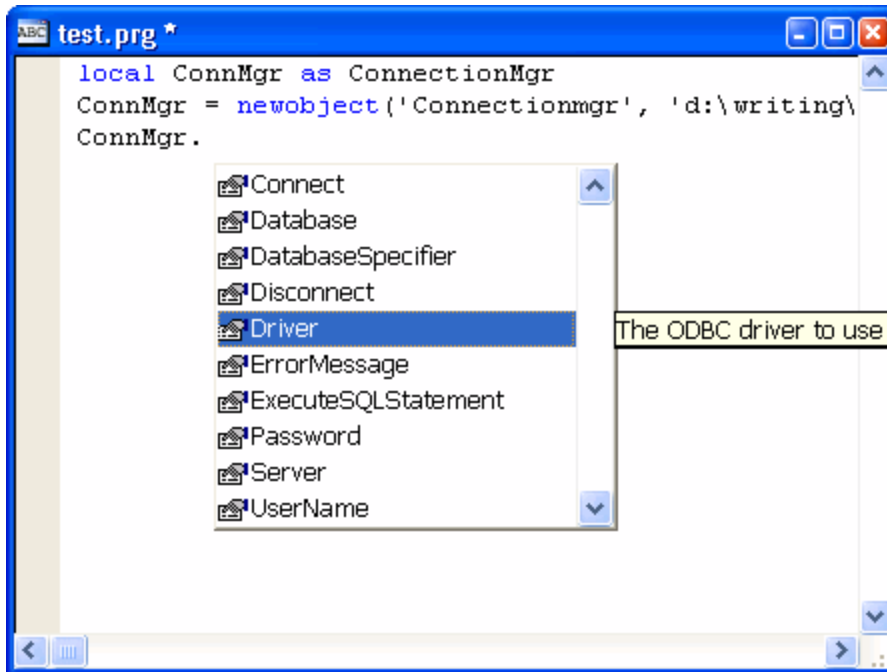 ABC test.prg *
local ConnMgr as ConnectionMgr
ConnMgr = newobject('Connectionmgr', 'd:\writing\
ConnMgr.
Connect
Database
DatabaseSpecifier
Disconnect
Driver
The ODBC driver to use
ErrorMessage
ExecuteSQLStatement
Password
Server
UserName